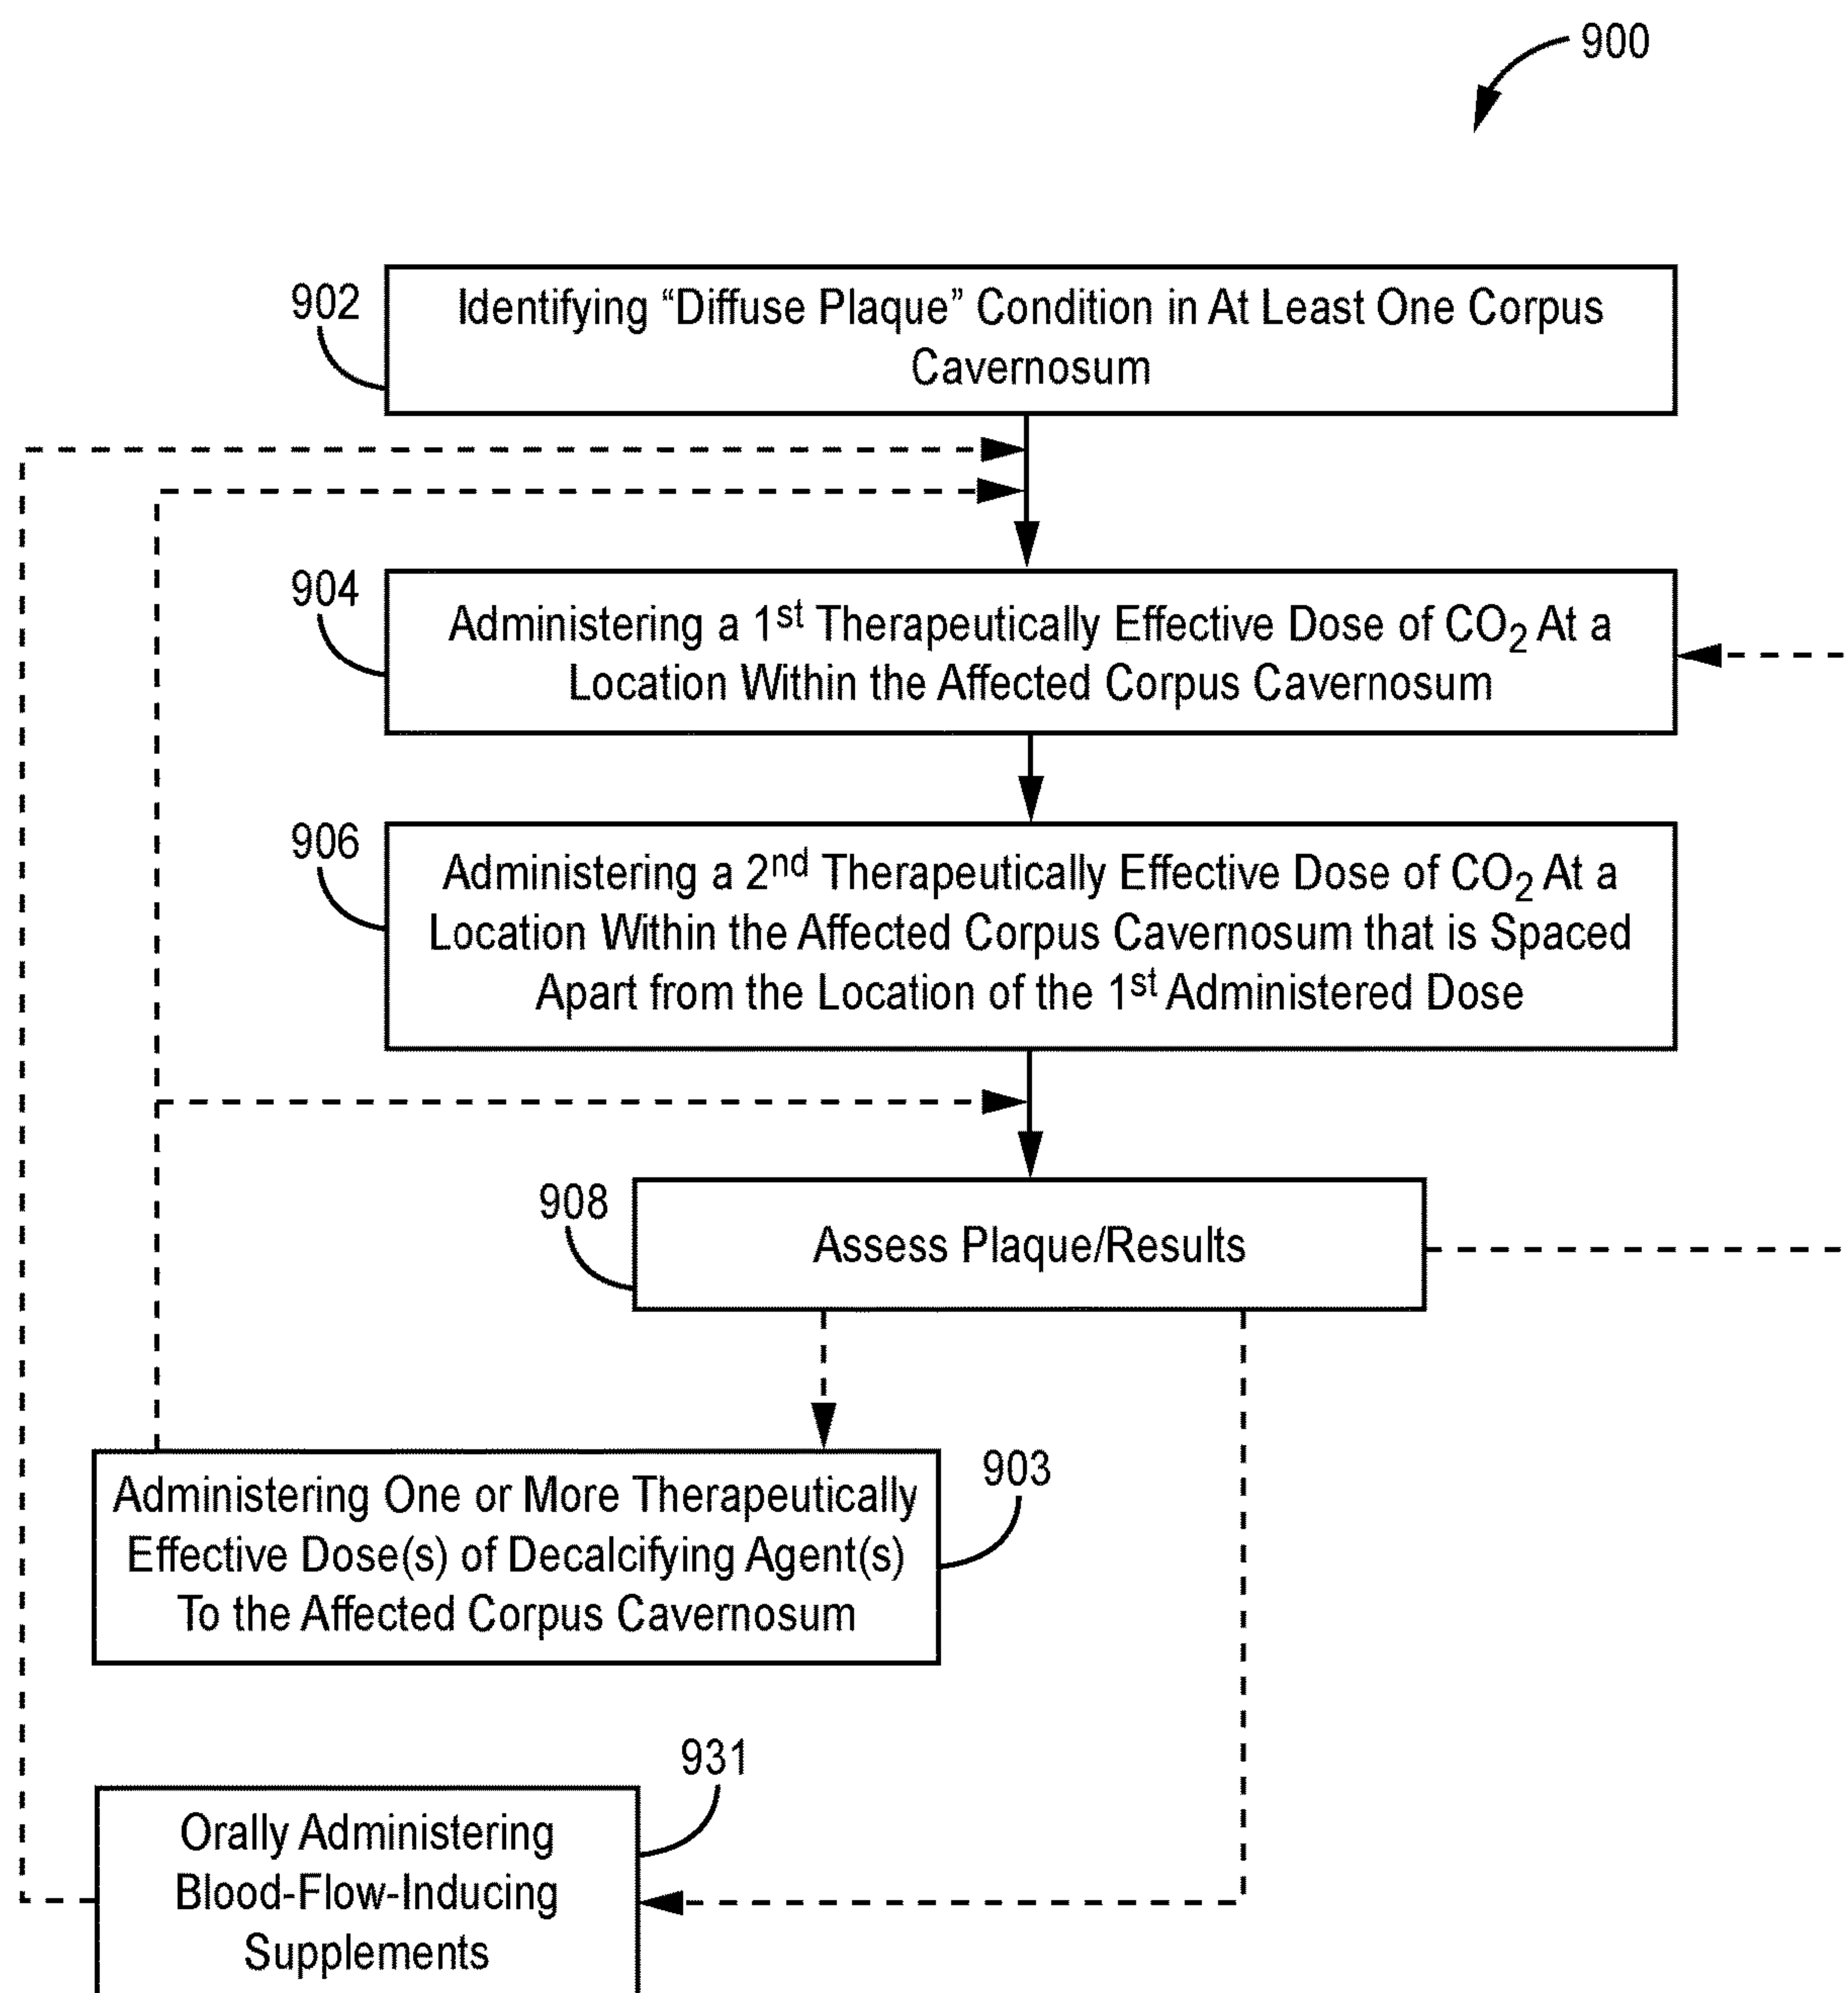 900
902
Identifying “Diffuse Plaque” Condition in At Least One Corpus
Cavernosum
904
Administering a 1st Therapeutically Effective Dose of CO2 At a
Location Within the Affected Corpus Cavernosum
906
Administering a 2nd Therapeutically Effective Dose of CO2 At a
Location Within the Affected Corpus Cavernosum that is Spaced
Apart from the Location of the 1st Administered Dose
908
Assess Plaque/Results
903
Administering One or More Therapeutically
Effective Dose(s) of Decalcifying Agent(s)
To the Affected Corpus Cavernosum
931
Orally Administering
Blood-Flow-Inducing
Supplements